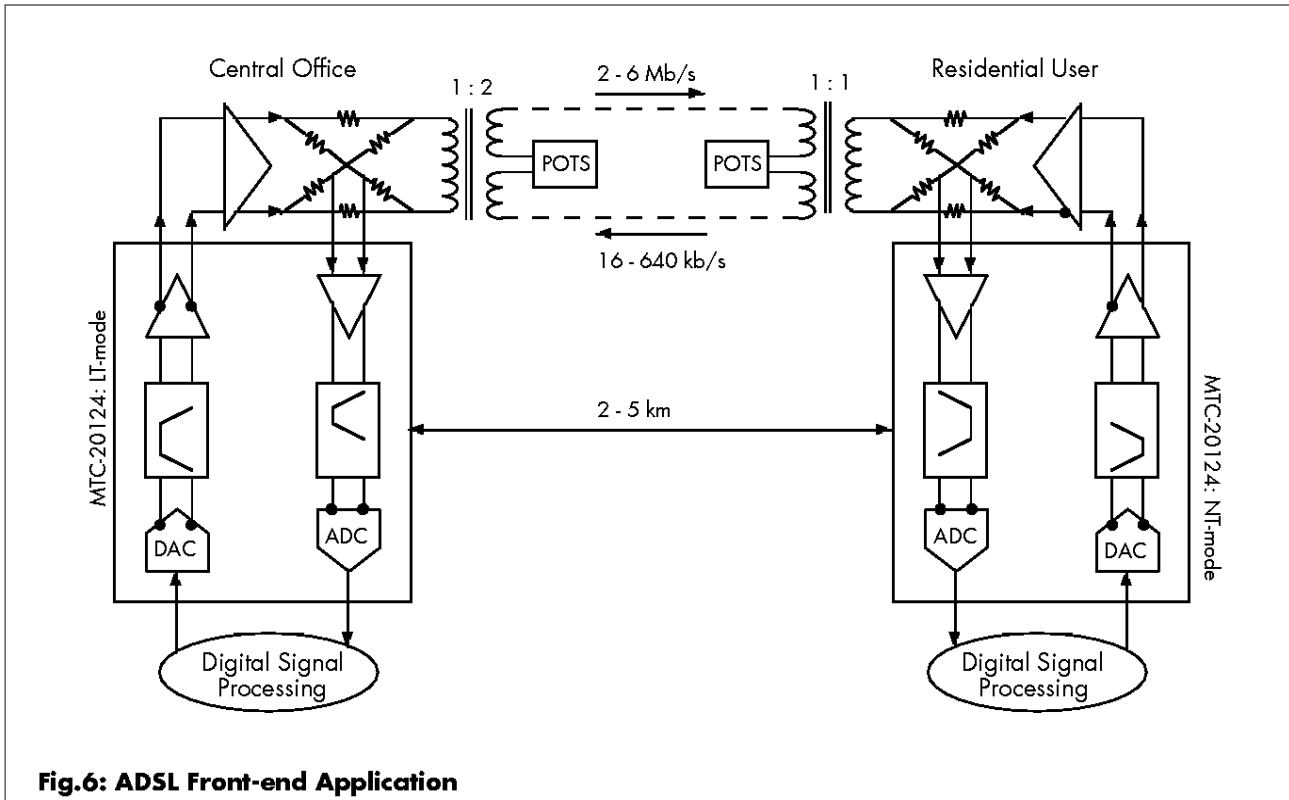 Central Office
2 - 6 Mb/s
Residential User
1 : 2
1 : 1
POTS
POTS
16 - 640 kb/s
MTC-20124: LT-mode
2 - 5 km
MTC-20124: NT-mode
DAC
ADC
ADC
DAC
Digital Signal
Processing
Digital Signal
Processing
Fig.6: ADSL Front-end Application